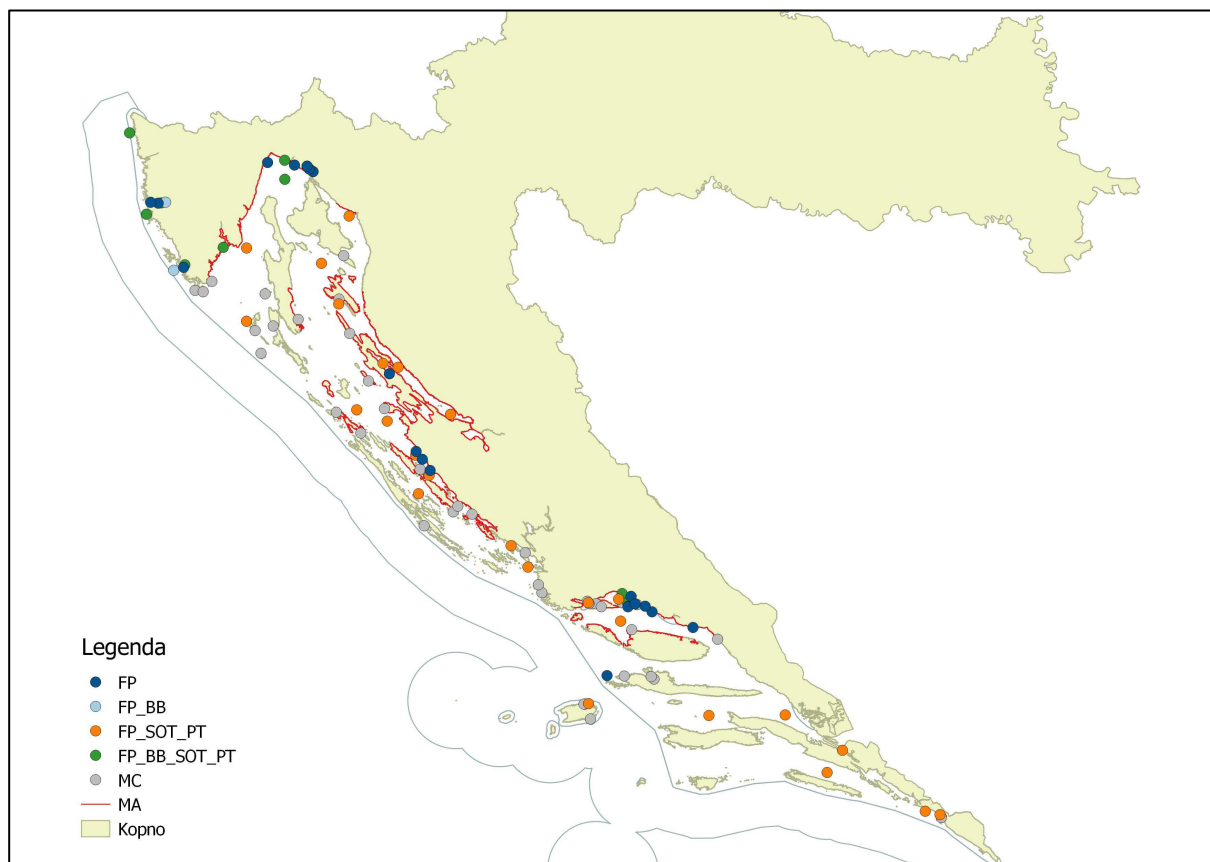 Legenda
FP
FP_BB
FP_SOT_PT
FP_BB_SOT_PT
MC
MA
Kopno